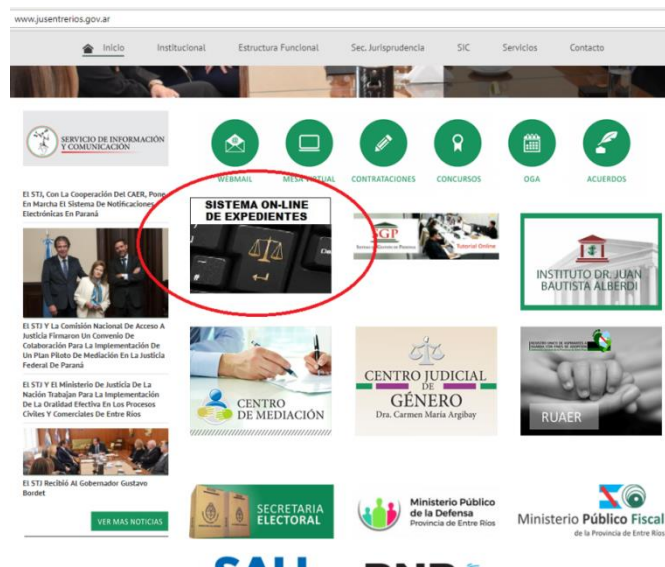 www.jusentrerios.gov.ar
Inicio
Institucional
Estructura Funcional
Sec. Jurisprudencia
SIC
Servicios
Contacto
SERVICIO DE INFORMACIÓN
Y COMUNICACIÓN
WEBMAIL
MESA VIRTUAL
CONTRATACIONES
CONCURSOS
OGA
ACUERDOS
El STJ, Con La Cooperación Del CAER, Pone
En Marcha El Sistema De Notificaciones
Electrónicas En Paraná
SISTEMA ON-LINE
DE EXPEDIENTES
SGP
Tutorial Online
INSTITUTO DR. JUAN
BAUTISTA ALBERDI
El STJ Y La Comisión Nacional De Acceso A
Justicia Firmaron Un Convenio De
Colaboración Para La Implementación De
Un Plan Piloto De Mediación En La Justicia
Federal De Paraná
El STJ Y El Ministerio De Justicia De La
Nación Trabajan Para La Implementación
De La Oralidad Efectiva En Los Procesos
Civiles Y Comerciales De Entre Ríos
CENTRO
DE MEDIACIÓN
CENTRO JUDICIAL
DE
GÉNERO
Dra. Carmen María Argibay
RUAER
El STJ Recibió Al Gobernador Gustavo
Bordet
VER MAS NOTICIAS
SECRETARIA
ELECTORAL
Ministerio Público
de la Defensa
Provincia de Entre Ríos
Ministerio Público Fiscal
de la Provincia de Entre Ríos